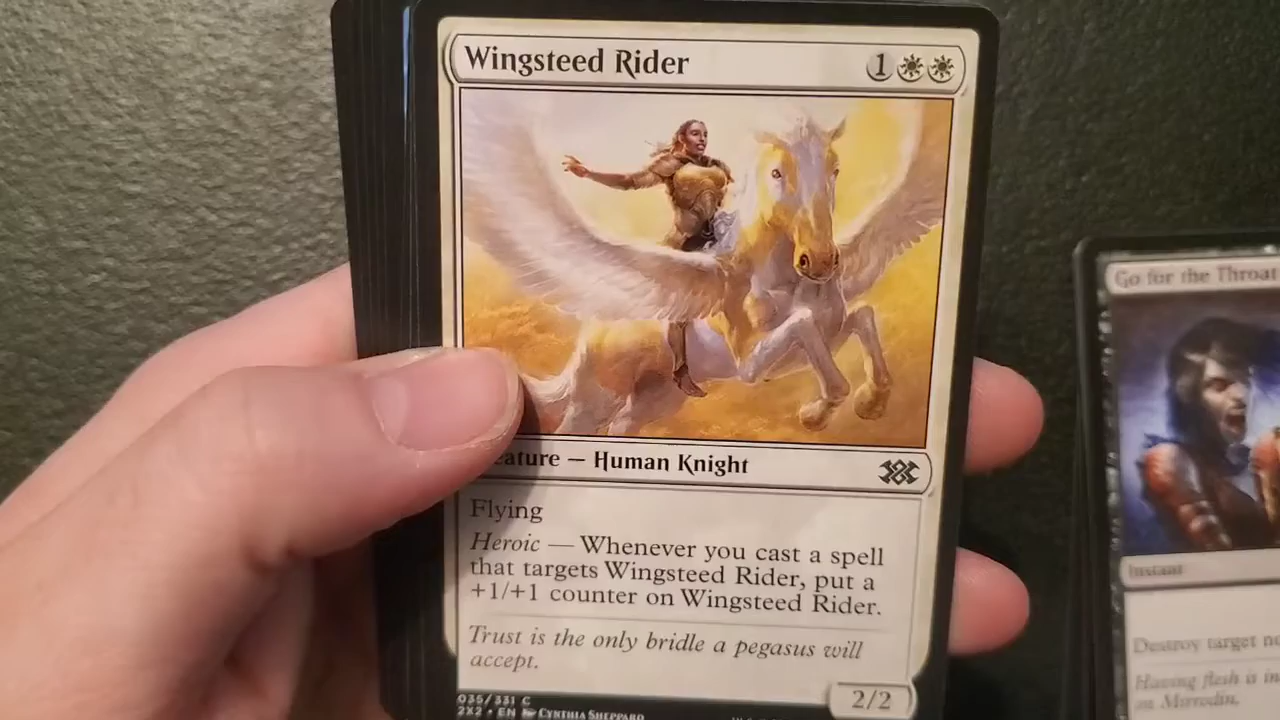 Wingsteed Rider
1
eature — Human Knight
Flying
Heroic — Whenever you cast a spell
that targets Wingsteed Rider, put a
+1/+1 counter on Wingsteed Rider.
Trust is the only bridle a pegasus will
accept.
2/2
035/331 C
2X2 • EN Cynthia Sheppard
Go for the Throat
Instant
Destroy target
Having flesh is
on Mirrodin.